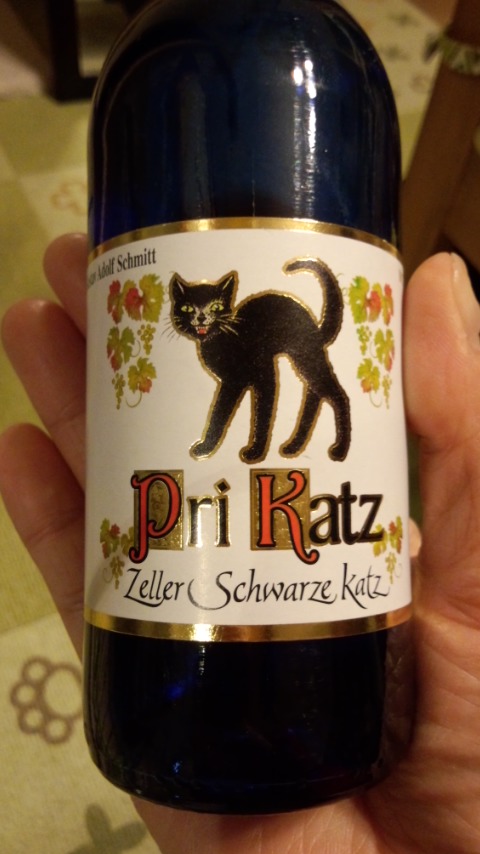 Adolf Schmitt
Pri Katz
Zeller Schwarze Katz